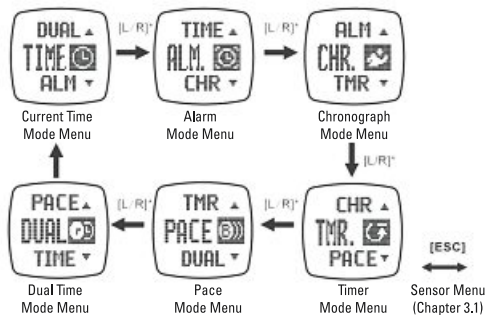 DUAL
TIME
ALM
[L/R]*
TIME
ALM.
CHR
[L/R]*
ALM
CHR.
TMR
Current Time
Mode Menu
Alarm
Mode Menu
Chronograph
Mode Menu
[L/R]*
PACE
DUAL
TIME
[L/R]*
TMR
PACE
DUAL
[L/R]*
CHR
TMR.
PACE
[ESC]
Dual Time
Mode Menu
Pace
Mode Menu
Timer
Mode Menu
Sensor Menu
(Chapter 3.1)